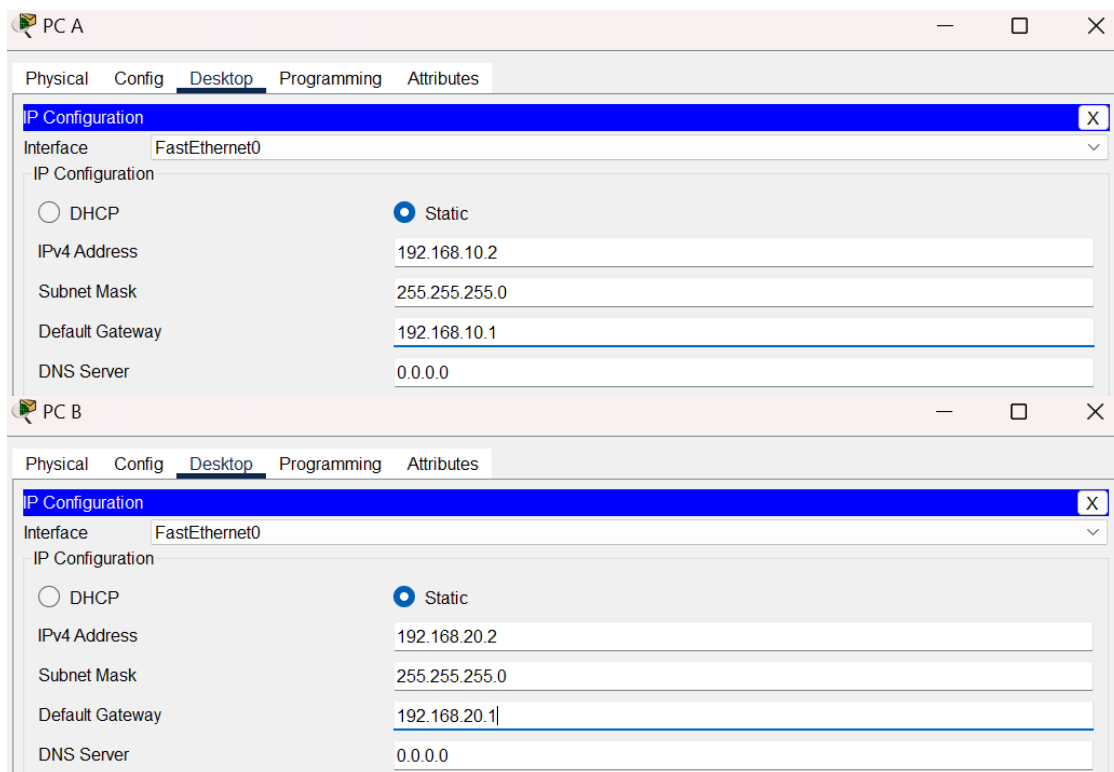 PC A
Physical Config Desktop Programming Attributes
IP Configuration X
Interface FastEthernet0
IP Configuration
DHCP Static
IPv4 Address 192.168.10.2
Subnet Mask 255.255.255.0
Default Gateway 192.168.10.1
DNS Server 0.0.0.0
PC B
Physical Config Desktop Programming Attributes
IP Configuration X
Interface FastEthernet0
IP Configuration
DHCP Static
IPv4 Address 192.168.20.2
Subnet Mask 255.255.255.0
Default Gateway 192.168.20.1
DNS Server 0.0.0.0